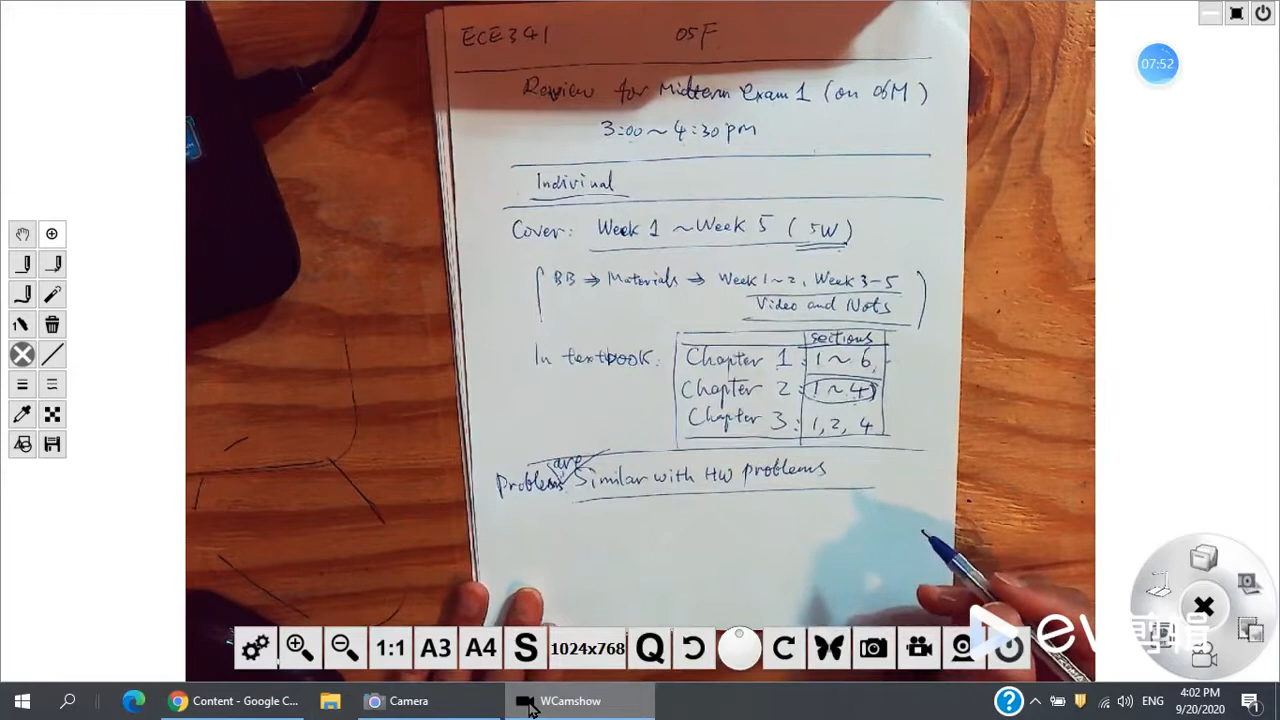 07:52
ECE341 05F
Review for Midterm Exam 1 (on 06M)
3:00 ~ 4:30 pm
Indivinal
Cover: Week 1 ~ Week 5 (5W)
BB ⇒ Materials ⇒ Week 1~2, Week 3-5
Video and Nots
sections
In textbook: Chapter 1: 1 ~ 6,
Chapter 2: 1 ~ 4
Chapter 3: 1, 2, 4
are
Problems Similar with HW problems
1:1 A3 A4 S 1024x768 Q
Content - Google C... Camera WCamshow
ENG 4:02 PM
9/20/2020
1